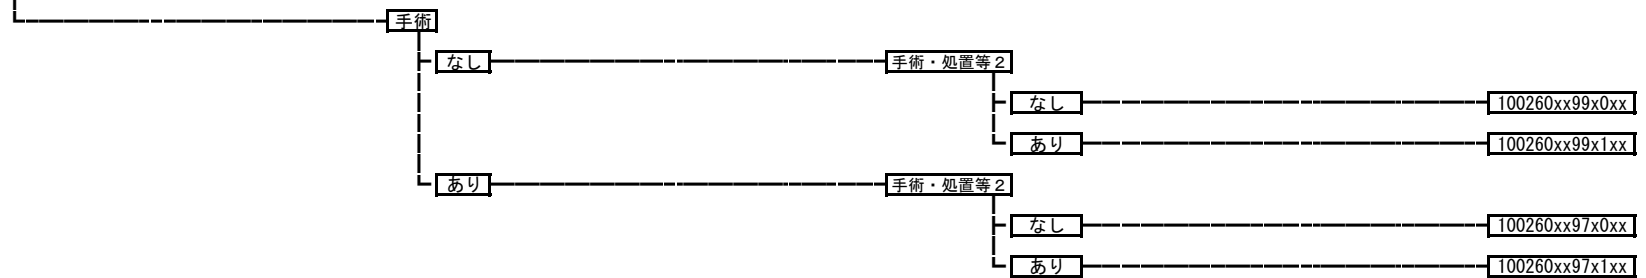 手術
なし 手術・処置等２
なし 100260xx99x0xx
あり 100260xx99x1xx
あり 手術・処置等２
なし 100260xx97x0xx
あり 100260xx97x1xx